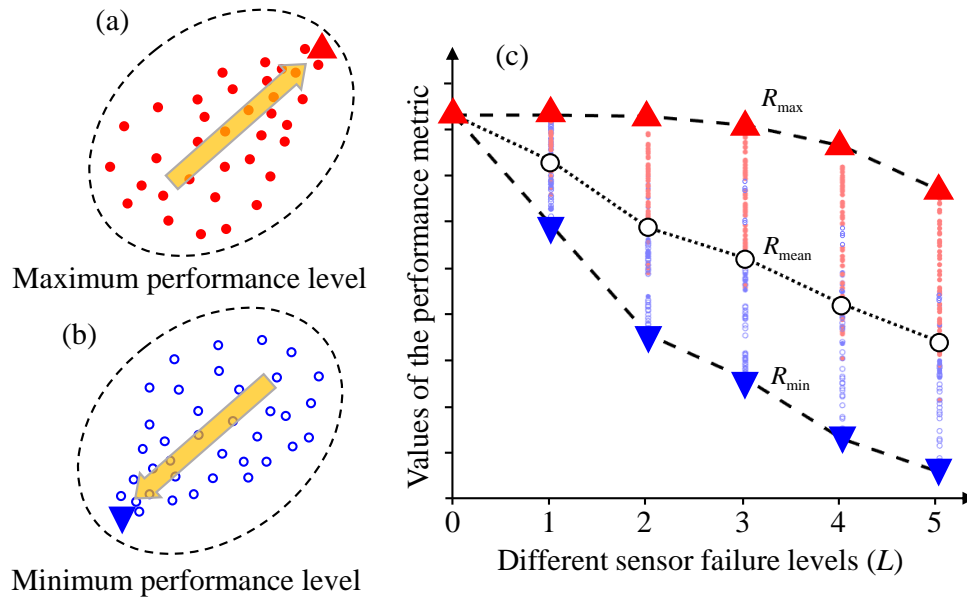 (a)
Maximum performance level
(b)
Minimum performance level
(c)
Values of the performance metric
Rmax
Rmean
Rmin
0 1 2 3 4 5
Different sensor failure levels (L)